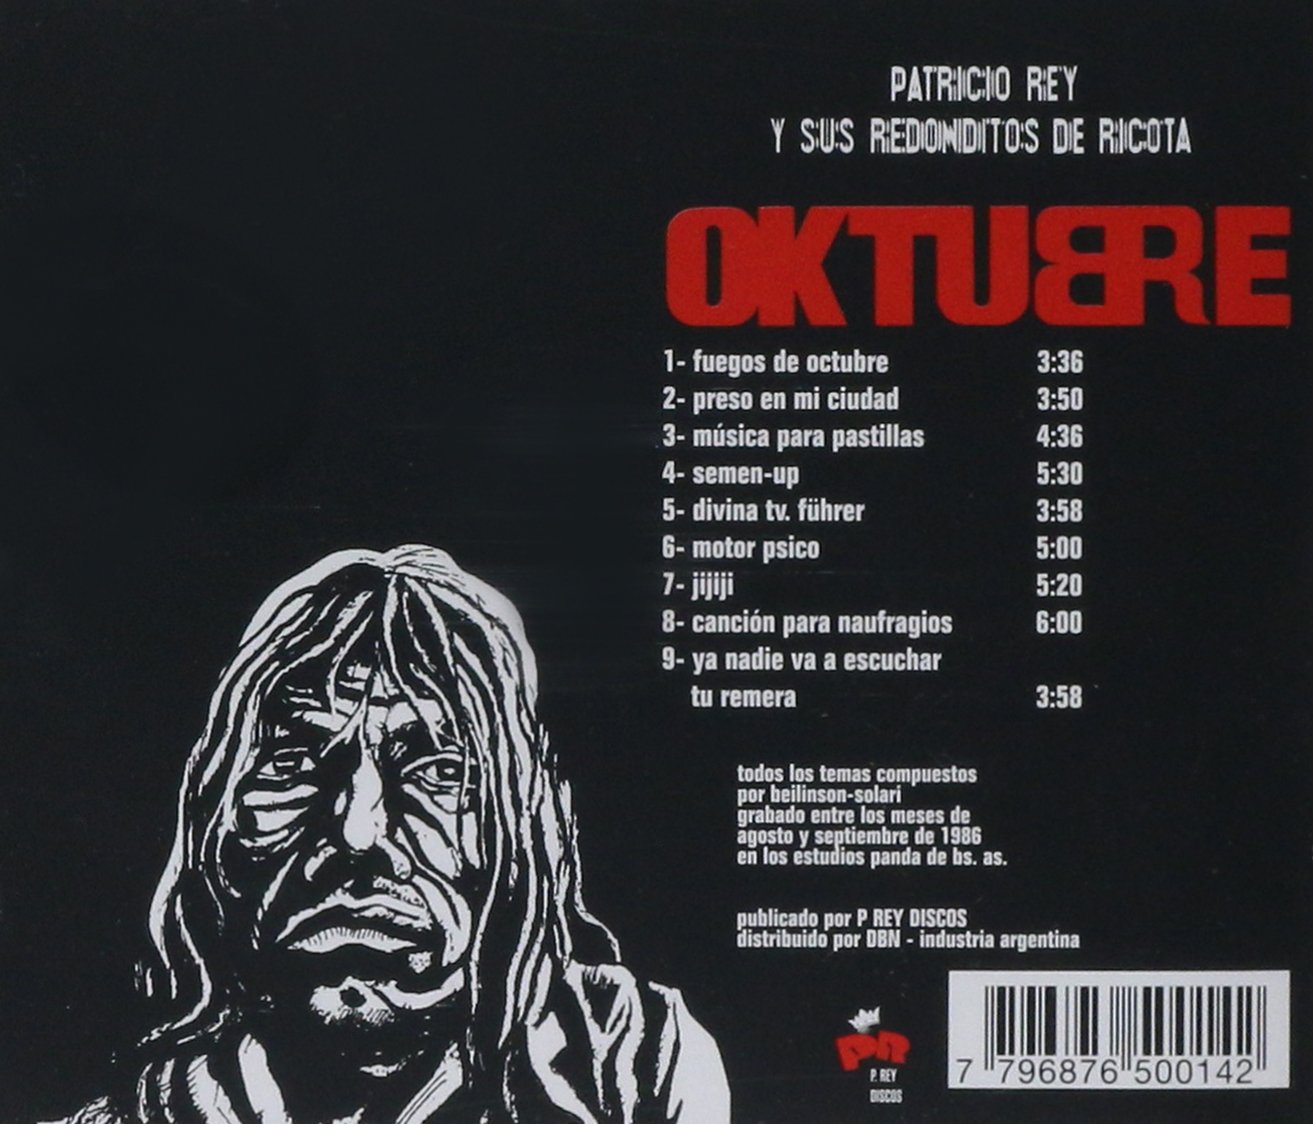 PATRICIO REY
Y SUS REDONDITOS DE RICOTA
OKTUBRE
1- fuegos de octubre 3:36
2- preso en mi ciudad 3:50
3- música para pastillas 4:36
4- semen-up 5:30
5- divina tv. führer 3:58
6- motor psico 5:00
7- jijiji 5:20
8- canción para naufragios 6:00
9- ya nadie va a escuchar
tu remera 3:58
todos los temas compuestos
por beilinson-solari
grabado entre los meses de
agosto y septiembre de 1986
en los estudios panda de bs. as.
publicado por P REY DISCOS
distribuido por DBN - industria argentina
PR
P. REY
DISCOS
7 796876 500142